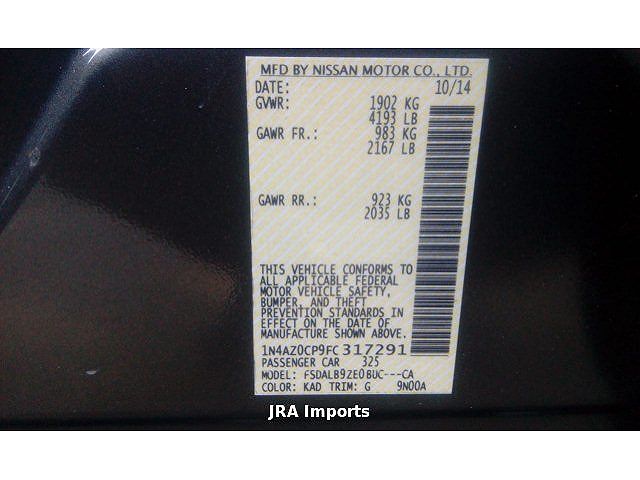 MFD BY NISSAN MOTOR CO., LTD.
DATE: 10/14
GVWR: 1902 KG
4193 LB
GAWR FR.: 983 KG
2167 LB
GAWR RR.: 923 KG
2035 LB
THIS VEHICLE CONFORMS TO
ALL APPLICABLE FEDERAL
MOTOR VEHICLE SAFETY,
BUMPER, AND THEFT
PREVENTION STANDARDS IN
EFFECT ON THE DATE OF
MANUFACTURE SHOWN ABOVE.
1N4AZ0CP9FC317291
PASSENGER CAR 325
MODEL: FSDALB9ZE0BUC---CA
COLOR: KAD TRIM: G 9N00A
JRA Imports